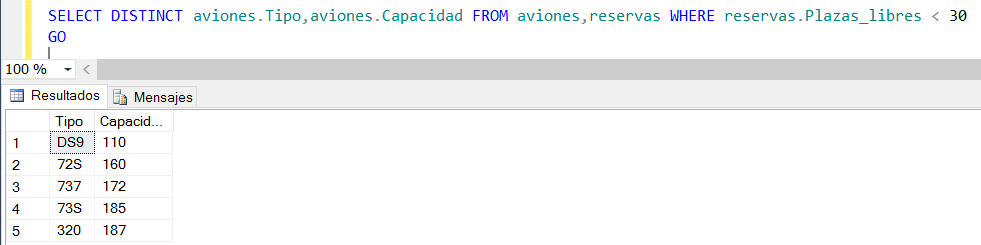 SELECT DISTINCT aviones.Tipo,aviones.Capacidad FROM aviones,reservas WHERE reservas.Plazas_libres < 30
GO
100 %
Resultados Mensajes
Tipo Capacid...
1 DS9 110
2 72S 160
3 737 172
4 73S 185
5 320 187